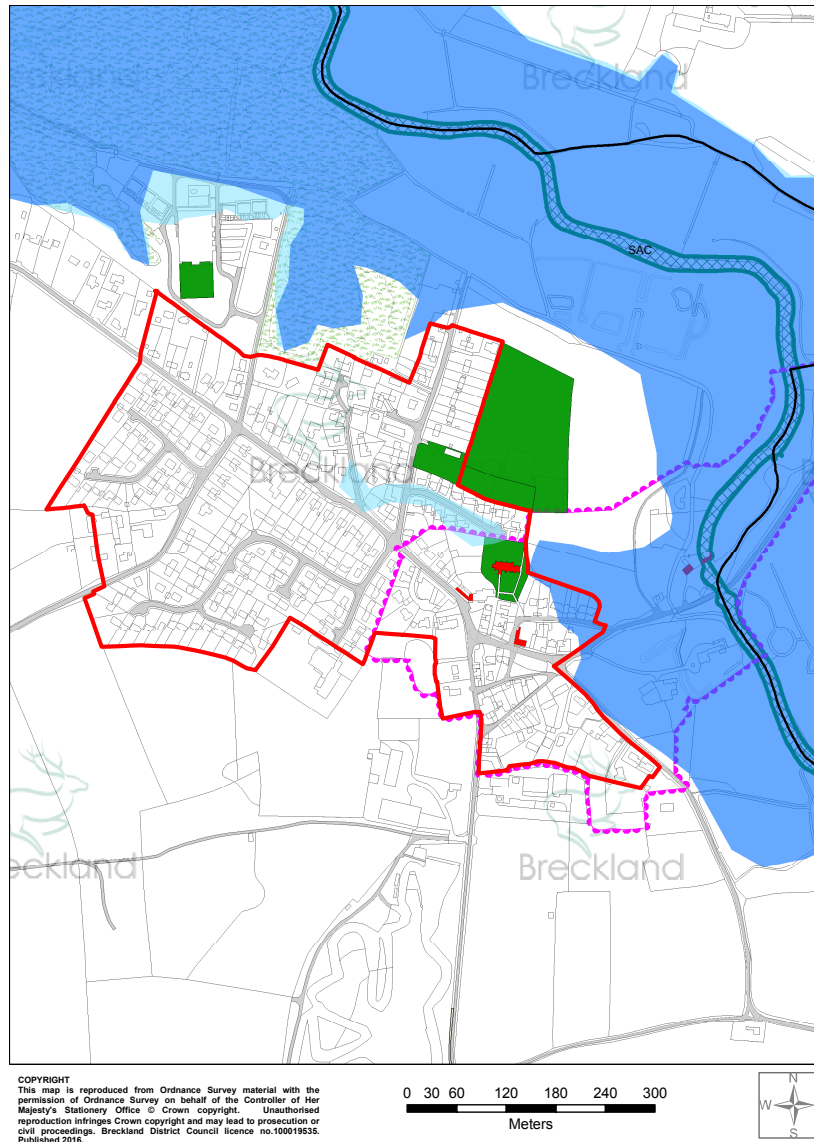 Breckland
SAC
Breckland
eckland
Breckland
COPYRIGHT
This map is reproduced from Ordnance Survey material with the
permission of Ordnance Survey on behalf of the Controller of Her
Majesty's Stationery Office © Crown copyright. Unauthorised
reproduction infringes Crown copyright and may lead to prosecution or
civil proceedings. Breckland District Council licence no.100019535.
Published 2016.
0 30 60 120 180 240 300
Meters
N
W E
S